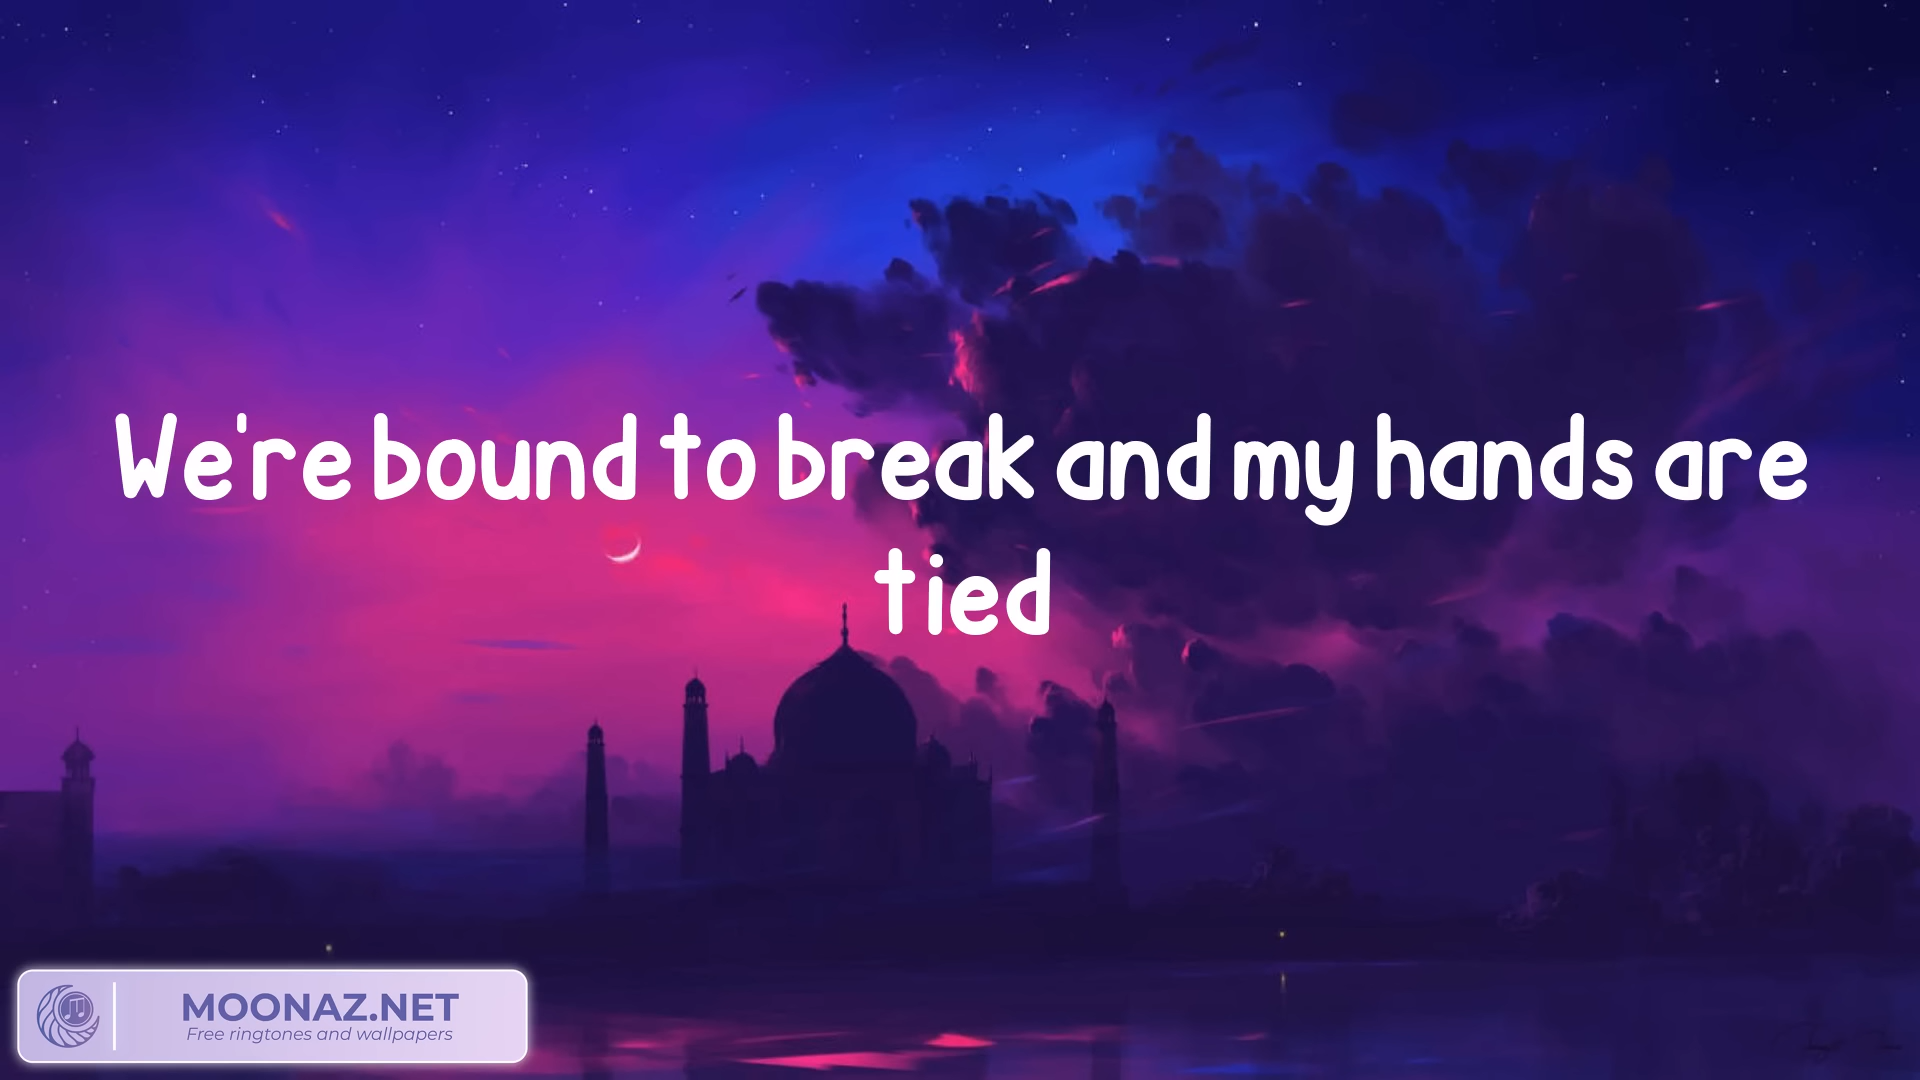 We're bound to break and my hands are
tied
MOONAZ.NET
Free ringtones and wallpapers